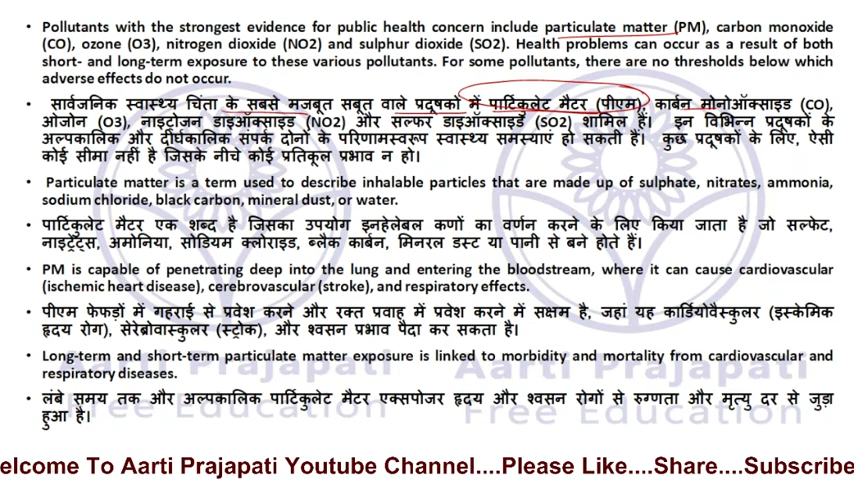 • Pollutants with the strongest evidence for public health concern include particulate matter (PM), carbon monoxide
(CO), ozone (O3), nitrogen dioxide (NO2) and sulphur dioxide (SO2). Health problems can occur as a result of both
short- and long-term exposure to these various pollutants. For some pollutants, there are no thresholds below which
adverse effects do not occur.
• सार्वजनिक स्वास्थ्य चिंता के सबसे मजबूत सबूत वाले प्रदूषकों में पार्टिकुलेट मैटर (पीएम), कार्बन मोनोऑक्साइड (CO),
ओजोन (O3), नाइट्रोजन डाइऑक्साइड (NO2) और सल्फर डाइऑक्साइड (SO2) शामिल हैं। इन विभिन्न प्रदूषकों के
अल्पकालिक और दीर्घकालिक संपर्क दोनों के परिणामस्वरूप स्वास्थ्य समस्याएं हो सकती हैं। कुछ प्रदूषकों के लिए, ऐसी
कोई सीमा नहीं है जिसके नीचे कोई प्रतिकूल प्रभाव न हो।
• Particulate matter is a term used to describe inhalable particles that are made up of sulphate, nitrates, ammonia,
sodium chloride, black carbon, mineral dust, or water.
• पार्टिकुलेट मैटर एक शब्द है जिसका उपयोग इनहेलेबल कणों का वर्णन करने के लिए किया जाता है जो सल्फेट,
नाइट्रेट्स, अमोनिया, सोडियम क्लोराइड, ब्लैक कार्बन, मिनरल डस्ट या पानी से बने होते हैं।
• PM is capable of penetrating deep into the lung and entering the bloodstream, where it can cause cardiovascular
(ischemic heart disease), cerebrovascular (stroke), and respiratory effects.
• पीएम फेफड़ों में गहराई से प्रवेश करने और रक्त प्रवाह में प्रवेश करने में सक्षम है, जहां यह कार्डियोवैस्कुलर (इस्केमिक
हृदय रोग), सेरेब्रोवास्कुलर (स्ट्रोक), और श्वसन प्रभाव पैदा कर सकता है।
• Long-term and short-term particulate matter exposure is linked to morbidity and mortality from cardiovascular and
respiratory diseases.
Aarti Prajapati Aarti Prajapati
• लंबे समय तक और अल्पकालिक पार्टिकुलेट मैटर एक्सपोजर हृदय और श्वसन रोगों से रुग्णता और मृत्यु दर से जुड़ा
हुआ है।
Free Education Free Education
elcome To Aarti Prajapati Youtube Channel....Please Like....Share....Subscribe